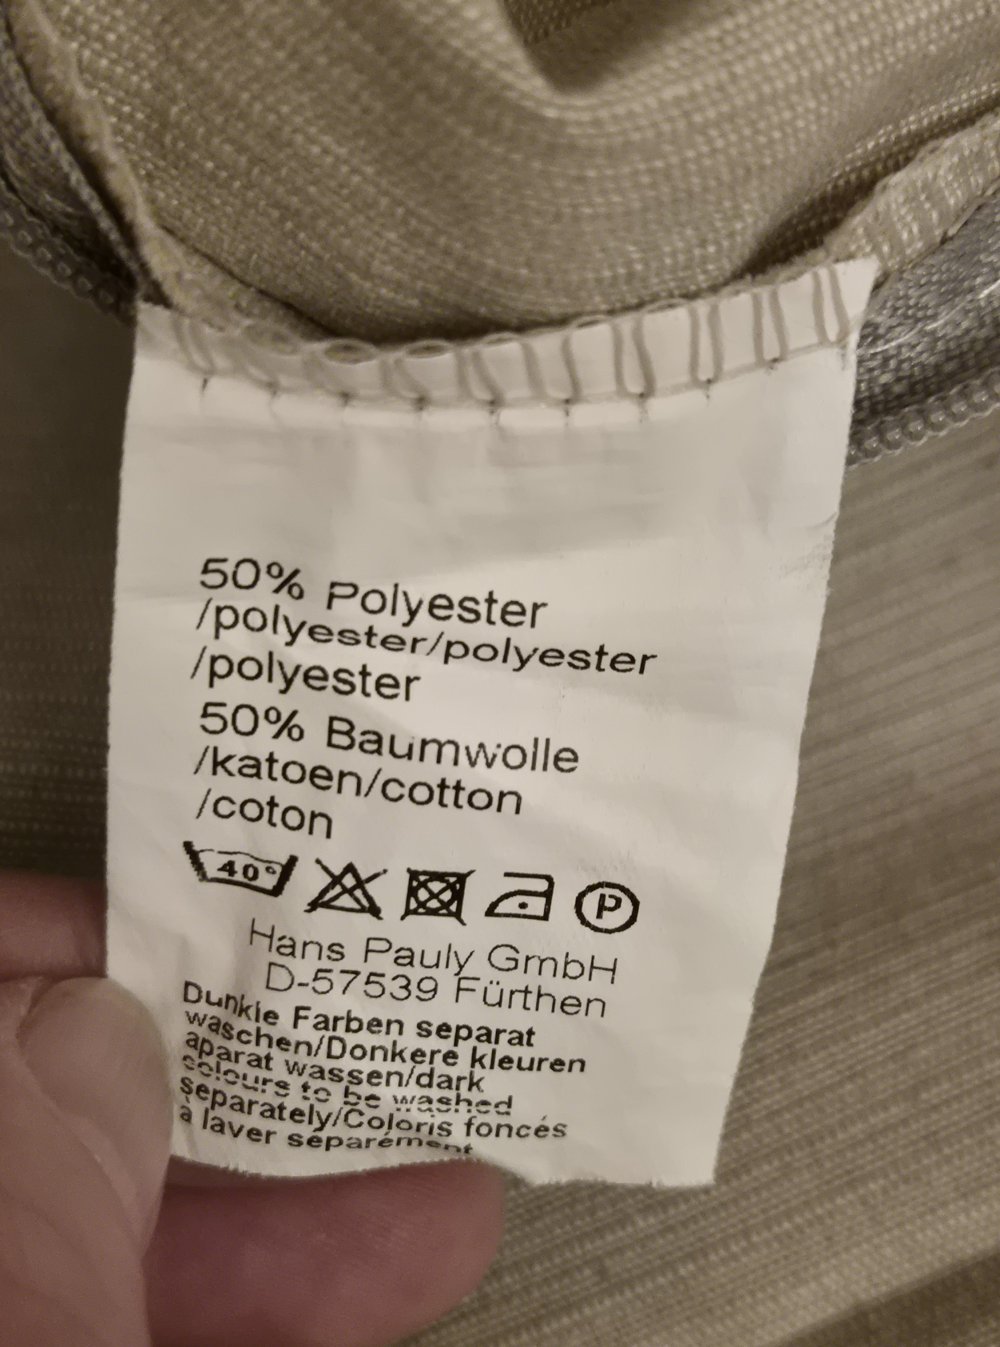 50% Polyester
/polyester/polyester
/polyester
50% Baumwolle
/katoen/cotton
/coton
40°
P
Hans Pauly GmbH
D-57539 Fürthen
Dunkle Farben separat
waschen/Donkere kleuren
aparat wassen/dark
colours to be washed
separately/Coloris foncés
à laver séparément